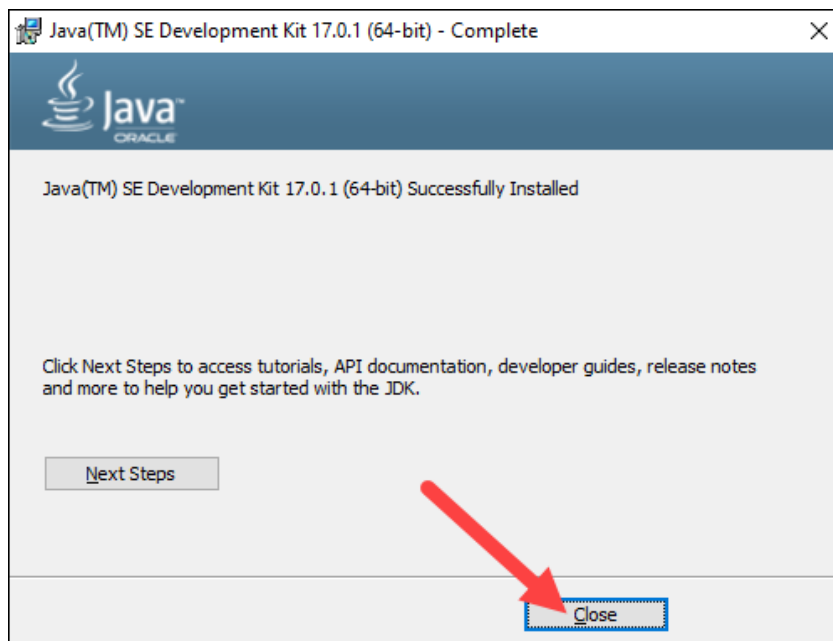 Java(TM) SE Development Kit 17.0.1 (64-bit) - Complete
Java™
ORACLE
Java(TM) SE Development Kit 17.0.1 (64-bit) Successfully Installed
Click Next Steps to access tutorials, API documentation, developer guides, release notes
and more to help you get started with the JDK.
Next Steps
Close